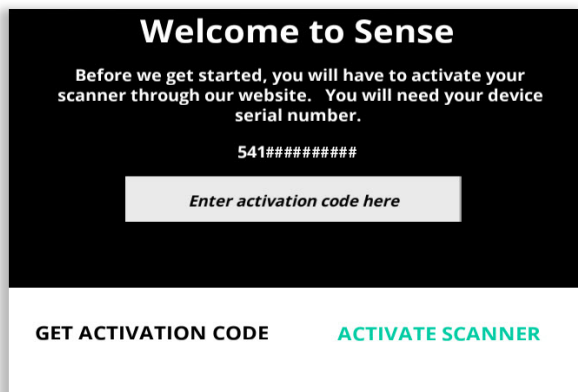 Welcome to Sense
Before we get started, you will have to activate your
scanner through our website. You will need your device
serial number.
541##########
Enter activation code here
GET ACTIVATION CODE
ACTIVATE SCANNER